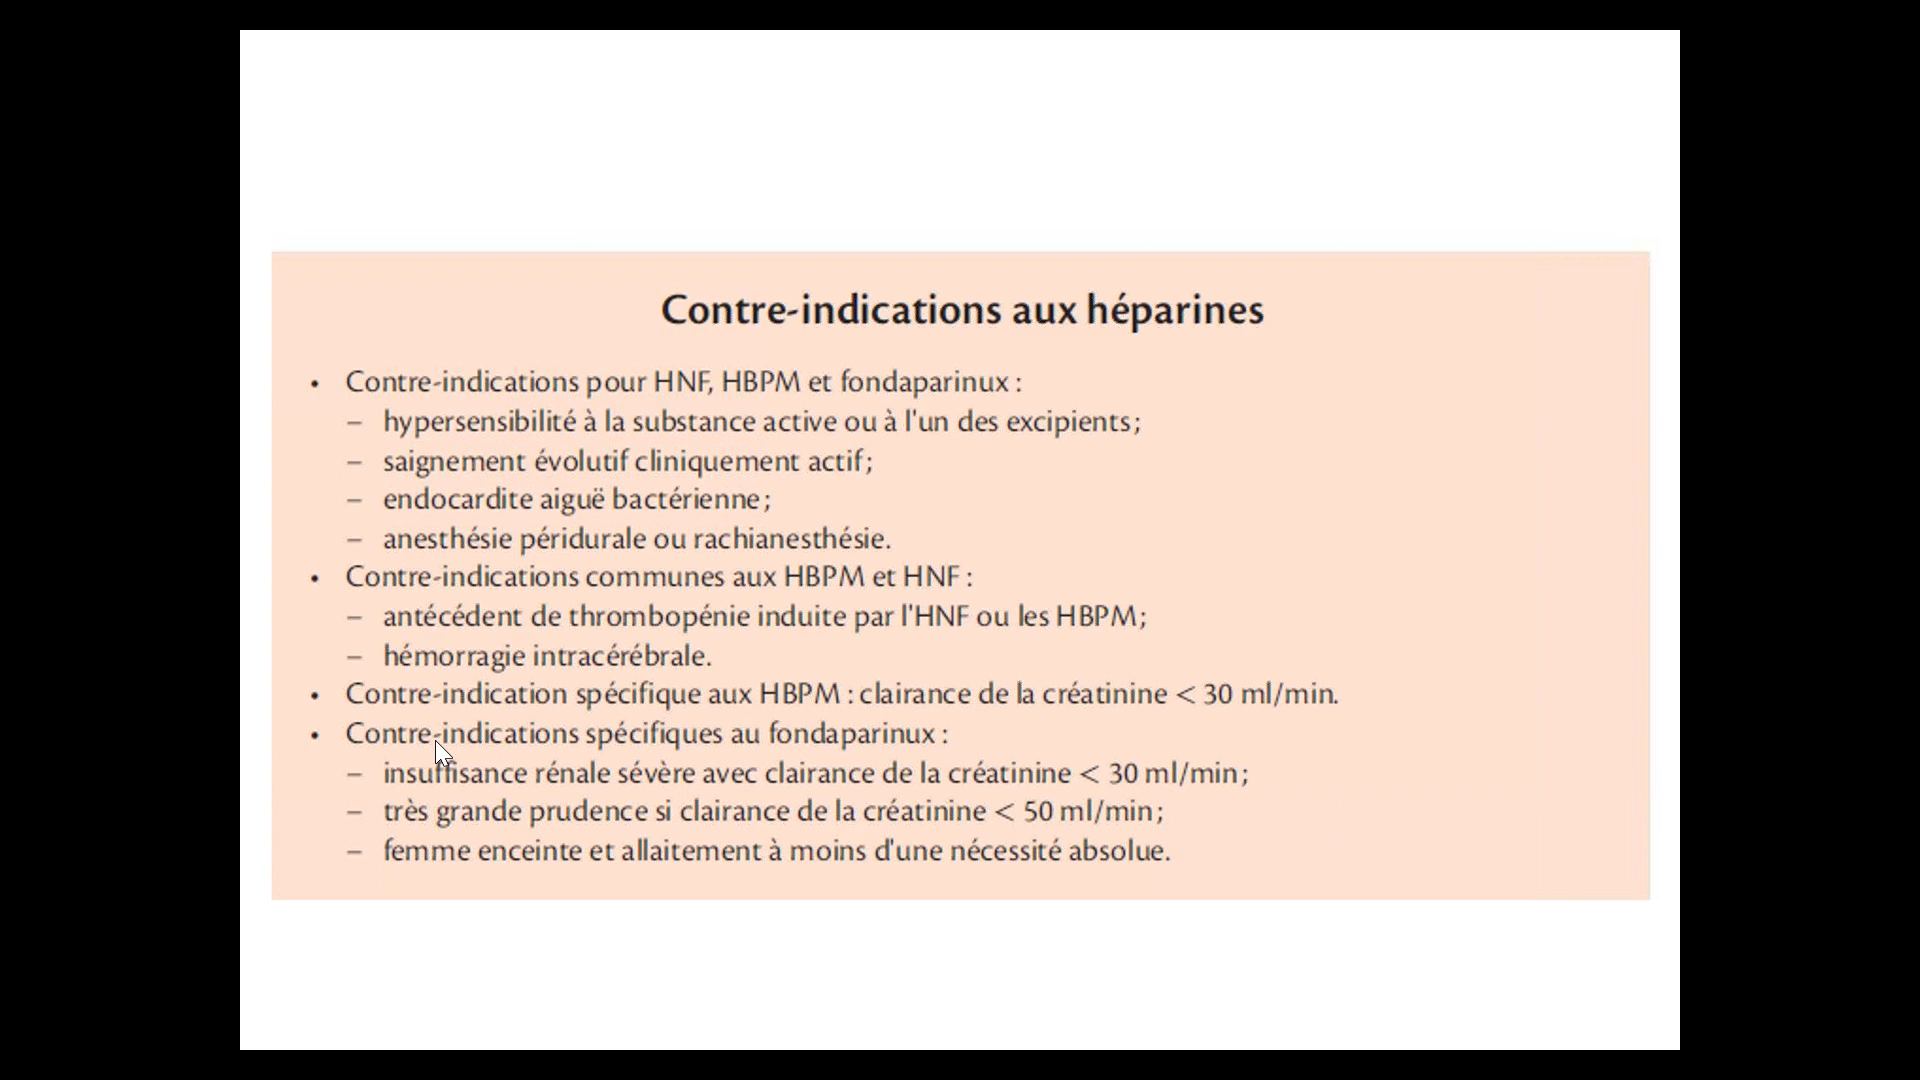 Contre-indications aux héparines
• Contre-indications pour HNF, HBPM et fondaparinux :
– hypersensibilité à la substance active ou à l'un des excipients ;
– saignement évolutif cliniquement actif ;
– endocardite aiguë bactérienne ;
– anesthésie péridurale ou rachianesthésie.
• Contre-indications communes aux HBPM et HNF :
– antécédent de thrombopénie induite par l'HNF ou les HBPM ;
– hémorragie intracérébrale.
• Contre-indication spécifique aux HBPM : clairance de la créatinine < 30 ml/min.
• Contre-indications spécifiques au fondaparinux :
– insuffisance rénale sévère avec clairance de la créatinine < 30 ml/min ;
– très grande prudence si clairance de la créatinine < 50 ml/min ;
– femme enceinte et allaitement à moins d'une nécessité absolue.